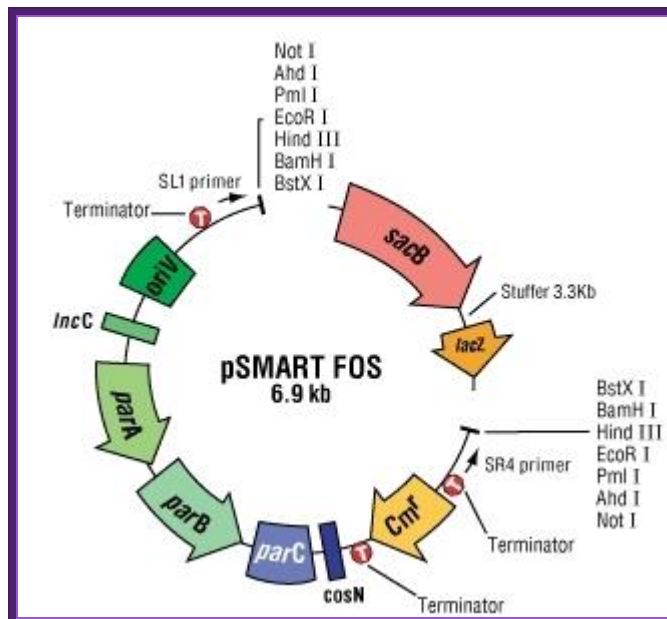 Not I
Ahd I
Pml I
EcoR I
Hind III
BamH I
BstX I
SL1 primer
Terminator
T
oriV
IncC
parA
parB
parC
cosN
T
Terminator
Cmr
T
Terminator
SR4 primer
BstX I
BamH I
Hind III
EcoR I
Pml I
Ahd I
Not I
sacB
Stuffer 3.3Kb
lacZ
pSMART FOS
6.9 kb